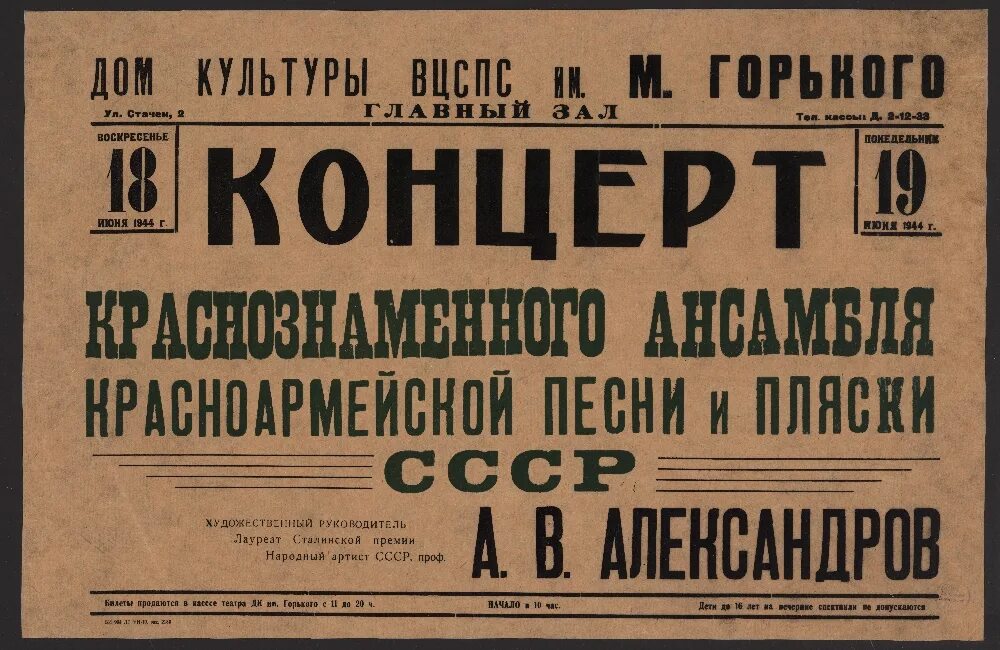 ДОМ КУЛЬТУРЫ ВЦСПС им. М. ГОРЬКОГО
Ул. Стачек, 2
ГЛАВНЫЙ ЗАЛ
Тел. кассы: Д. 2-12-33
ВОСКРЕСЕНЬЕ
18
ИЮНЯ 1944 г.
КОНЦЕРТ
ПОНЕДЕЛЬНИК
19
ИЮНЯ 1944 г.
КРАСНОЗНАМЕННОГО АНСАМБЛЯ
КРАСНОАРМЕЙСКОЙ ПЕСНИ и ПЛЯСКИ
СССР
ХУДОЖЕСТВЕННЫЙ РУКОВОДИТЕЛЬ
Лауреат Сталинской премии
Народный артист СССР, проф.
А. В. АЛЕКСАНДРОВ
Билеты продаются в кассе театра ДК им. Горького с 11 до 20 ч.
НАЧАЛО в 10 час.
Дети до 16 лет на вечерние спектакли не допускаются